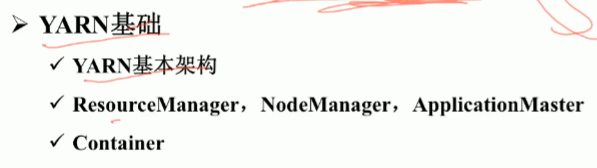 ➢ YARN基础
✓ YARN基本架构
✓ ResourceManager，NodeManager，ApplicationMaster
✓ Container